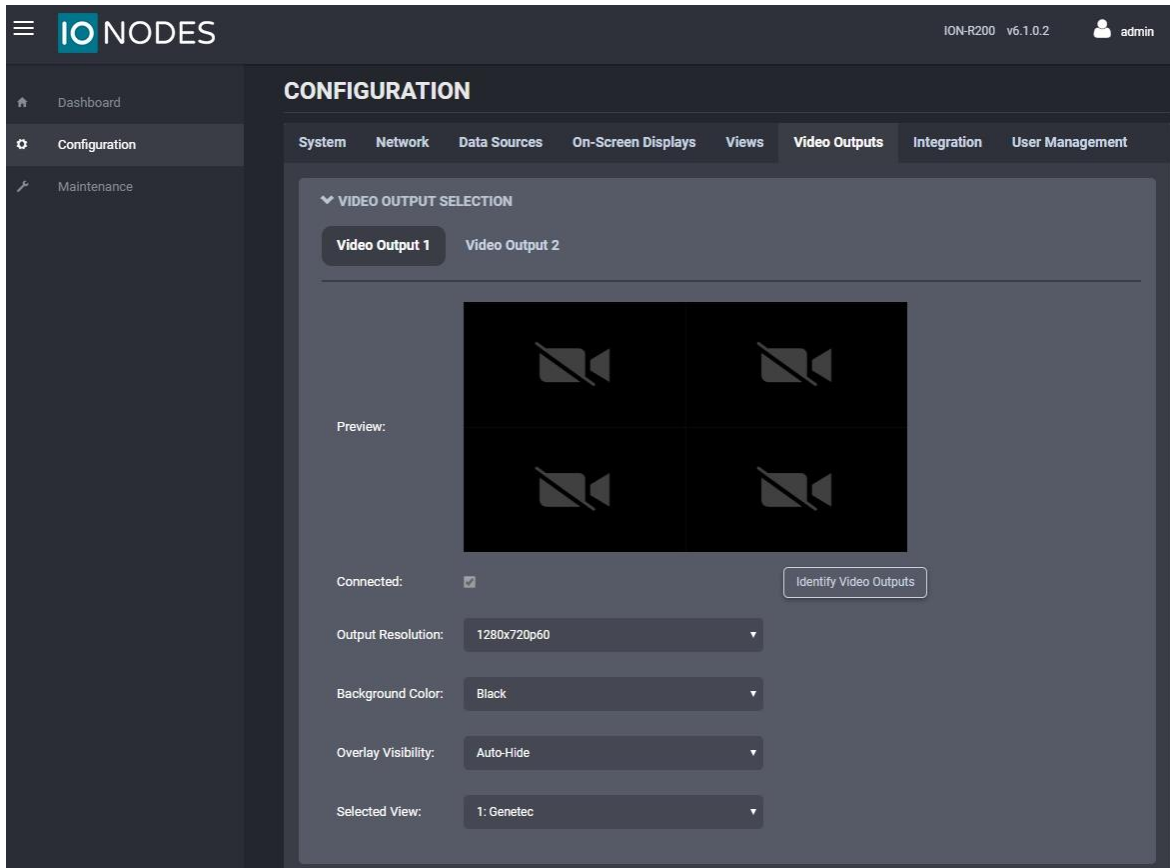 IONODES
ION-R200 v6.1.0.2 admin
Dashboard
Configuration
Maintenance
CONFIGURATION
System Network Data Sources On-Screen Displays Views Video Outputs Integration User Management
VIDEO OUTPUT SELECTION
Video Output 1 Video Output 2
Preview:
Connected: Identify Video Outputs
Output Resolution: 1280x720p60
Background Color: Black
Overlay Visibility: Auto-Hide
Selected View: 1: Genetec